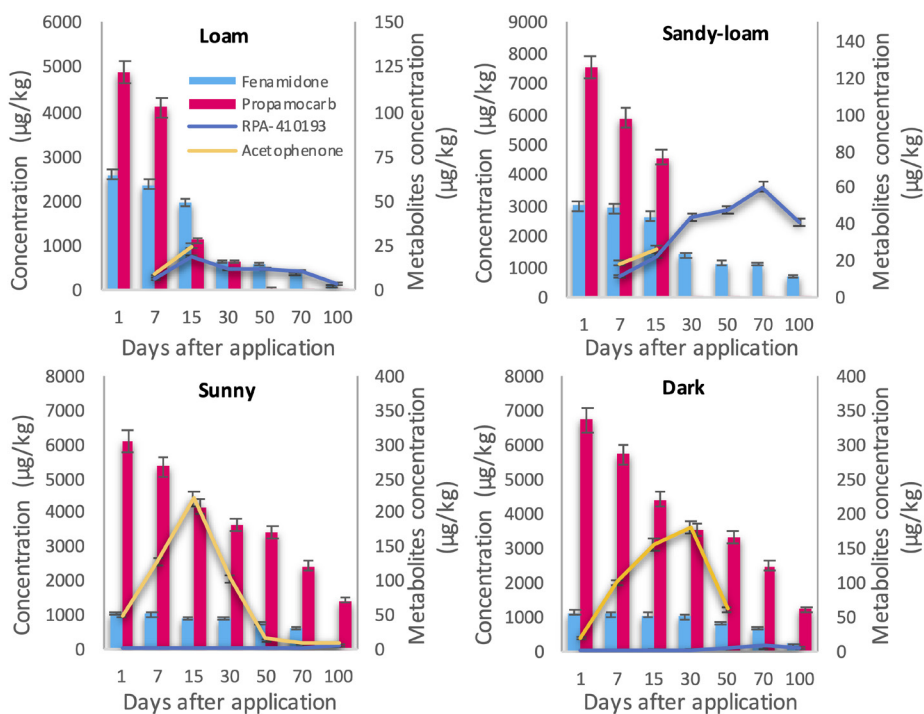 Loam
6000
5000
4000
3000
2000
1000
0
150
125
100
75
50
25
0
Concentration (µg/kg)
Metabolites concentration
(µg/kg)
Fenamidone
Propamocarb
RPA-410193
Acetophenone
1 7 15 30 50 70 100
Days after application
Sandy-loam
9000
8000
7000
6000
5000
4000
3000
2000
1000
0
140
120
100
80
60
40
20
0
Concentration (µg/kg)
Metabolites concentration
(µg/kg)
1 7 15 30 50 70 100
Days after application
Sunny
8000
7000
6000
5000
4000
3000
2000
1000
0
400
350
300
250
200
150
100
50
0
Concentration (µg/kg)
Metabolites concentration
(µg/kg)
1 7 15 30 50 70 100
Days after application
Dark
8000
7000
6000
5000
4000
3000
2000
1000
0
400
350
300
250
200
150
100
50
0
Concentration (µg/kg)
Metabolites concentration
(µg/kg)
1 7 15 30 50 70 100
Days after application